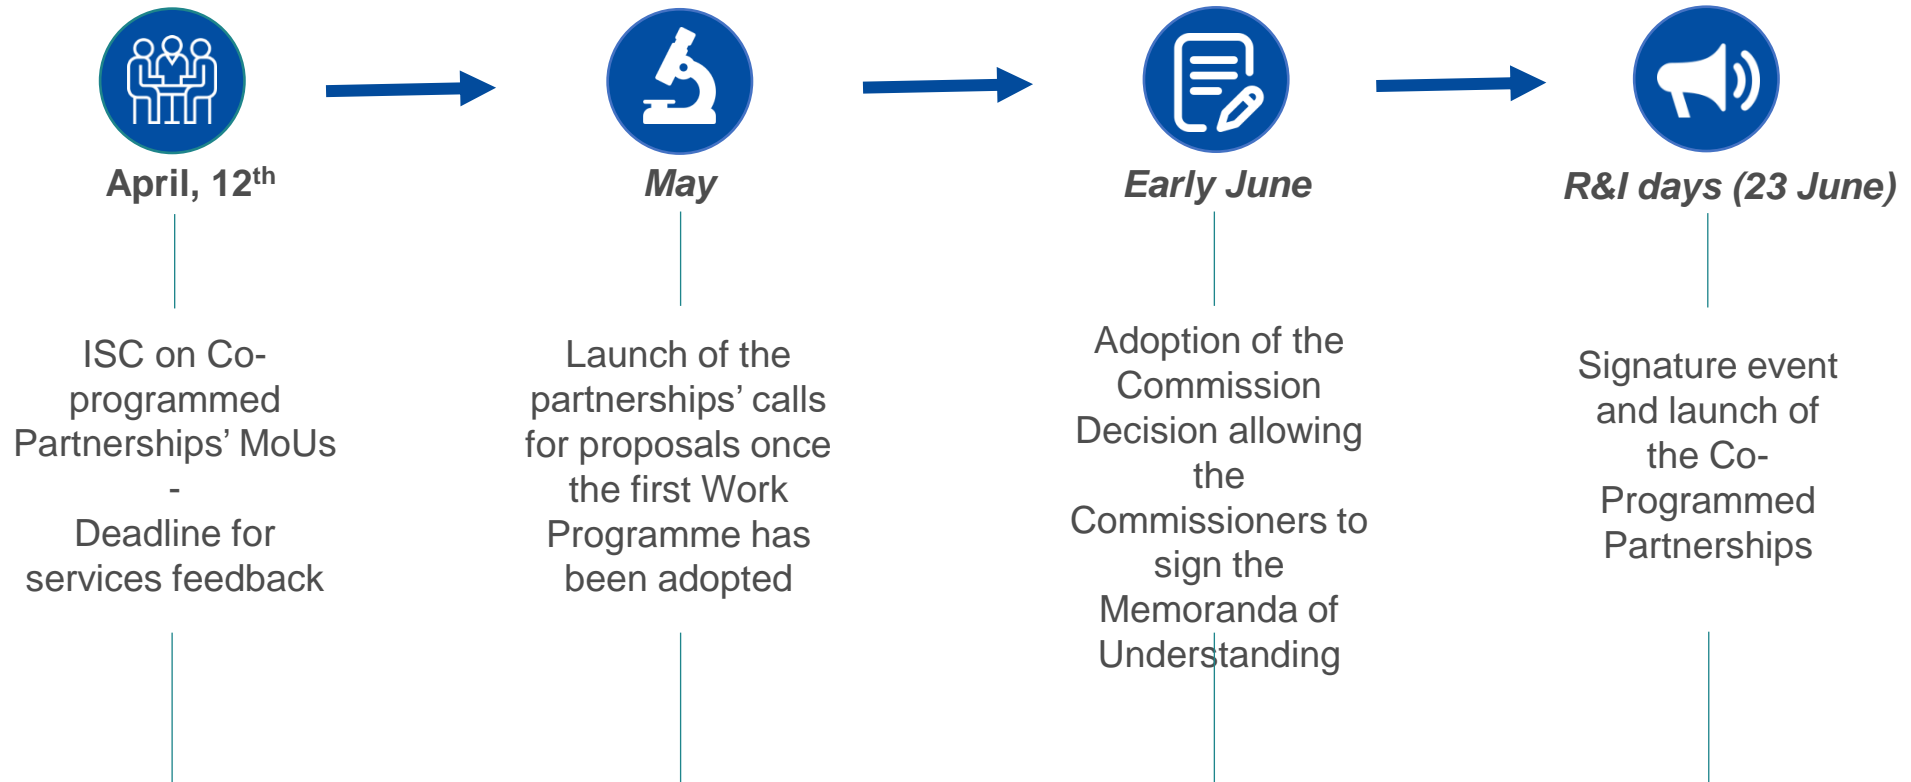 April, 12th
ISC on Co-
programmed
Partnerships’ MoUs
-
Deadline for
services feedback
May
Launch of the
partnerships’ calls
for proposals once
the first Work
Programme has
been adopted
Early June
Adoption of the
Commission
Decision allowing
the
Commissioners to
sign the
Memoranda of
Understanding
R&I days (23 June)
Signature event
and launch of
the Co-
Programmed
Partnerships